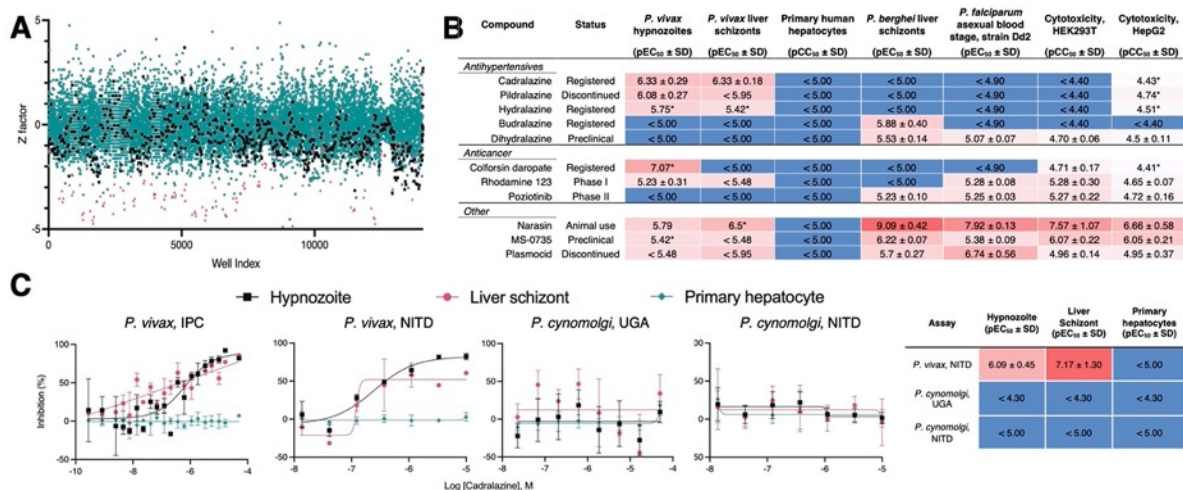 A
Z factor
5
0
-5
0
5000
10000
Well Index
B
Compound Status P. vivax hypnozoites (pEC50 ± SD) P. vivax liver schizonts (pEC50 ± SD) Primary human hepatocytes (pCC50 ± SD) P. berghei liver schizonts (pEC50 ± SD) P. falciparum asexual blood stage, strain Dd2 (pEC50 ± SD) Cytotoxicity, HEK293T (pCC50 ± SD) Cytotoxicity, HepG2 (pCC50 ± SD)
Antihypertensives
Cadralazine Registered 6.33 ± 0.29 6.33 ± 0.18 < 5.00 < 5.00 < 4.90 < 4.40 4.43*
Pildralazine Discontinued 6.08 ± 0.27 < 5.95 < 5.00 < 5.00 < 4.90 < 4.40 4.74*
Hydralazine Registered 5.75* 5.42* < 5.00 < 5.00 < 4.90 < 4.40 4.51*
Budralazine Registered < 5.00 < 5.00 < 5.00 5.88 ± 0.40 < 4.90 < 4.40 < 4.40
Dihydralazine Preclinical < 5.00 < 5.00 < 5.00 5.53 ± 0.14 5.07 ± 0.07 4.70 ± 0.06 4.5 ± 0.11
Anticancer
Colforsin daropate Registered 7.07* < 5.00 < 5.00 < 5.00 < 4.90 4.71 ± 0.17 4.41*
Rhodamine 123 Phase I 5.23 ± 0.31 < 5.48 < 5.00 < 5.00 5.28 ± 0.08 5.28 ± 0.30 4.65 ± 0.07
Poziotinib Phase II < 5.00 < 5.00 < 5.00 5.23 ± 0.10 5.25 ± 0.03 5.27 ± 0.22 4.72 ± 0.16
Other
Narasin Animal use 5.79 6.5* < 5.00 9.09 ± 0.42 7.92 ± 0.13 7.57 ± 1.07 6.66 ± 0.58
MS-0735 Preclinical 5.42* < 5.48 < 5.00 6.22 ± 0.07 5.38 ± 0.09 6.07 ± 0.22 6.05 ± 0.21
Plasmocid Discontinued < 5.48 < 5.95 < 5.00 5.7 ± 0.27 6.74 ± 0.56 4.96 ± 0.14 4.95 ± 0.37
C
Hypnozoite Liver schizont Primary hepatocyte
P. vivax, IPC
P. vivax, NITD
P. cynomolgi, UGA
P. cynomolgi, NITD
Inhibition (%)
100
50
0
-50
-10 -8 -6 -4
100
50
0
-50
-8 -7 -6 -5
100
50
0
-50
-8 -7 -6 -5 -4
100
50
0
-50
-8 -7 -6 -5
Log [Cadralazine], M
Assay Hypnozoite (pEC50 ± SD) Liver Schizont (pEC50 ± SD) Primary hepatocytes (pEC50 ± SD)
P. vivax, NITD 6.09 ± 0.45 7.17 ± 1.30 < 5.00
P. cynomolgi, UGA < 4.30 < 4.30 < 4.30
P. cynomolgi, NITD < 5.00 < 5.00 < 5.00